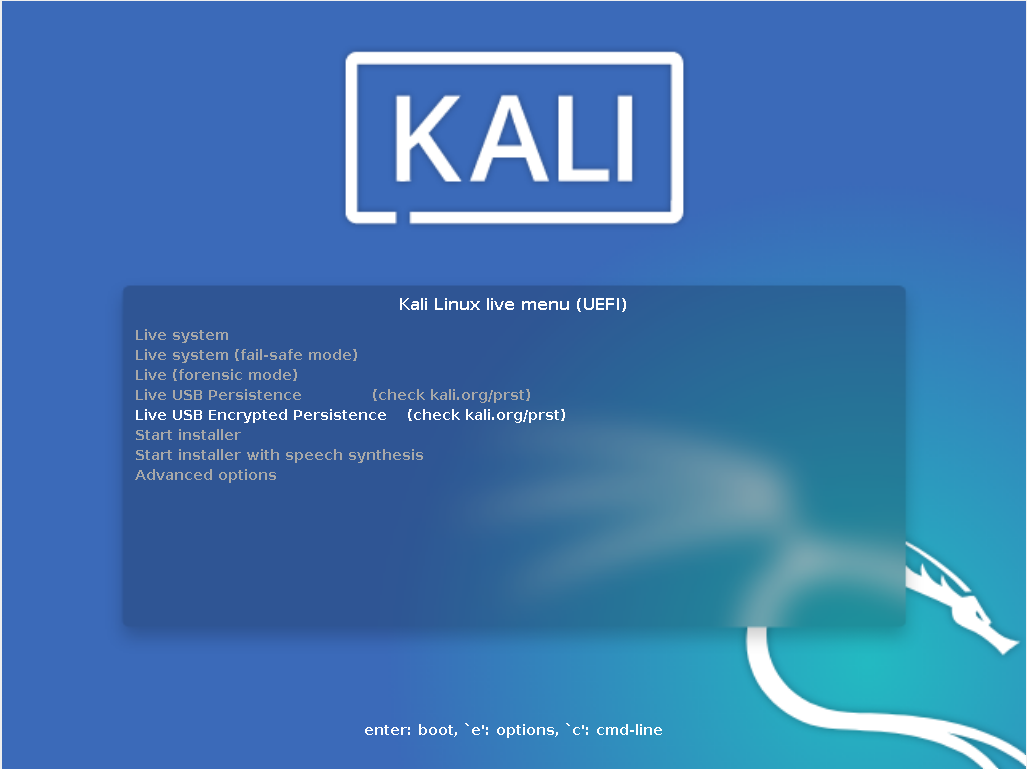 KALI
Kali Linux live menu (UEFI)
Live system
Live system (fail-safe mode)
Live (forensic mode)
Live USB Persistence (check kali.org/prst)
Live USB Encrypted Persistence (check kali.org/prst)
Start installer
Start installer with speech synthesis
Advanced options
enter: boot, `e': options, `c': cmd-line